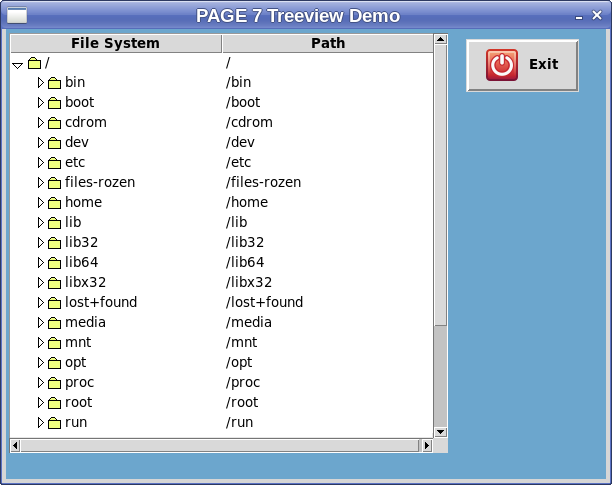 PAGE 7 Treeview Demo
File System Path
/ /
bin /bin
boot /boot
cdrom /cdrom
dev /dev
etc /etc
files-rozen /files-rozen
home /home
lib /lib
lib32 /lib32
lib64 /lib64
libx32 /libx32
lost+found /lost+found
media /media
mnt /mnt
opt /opt
proc /proc
root /root
run /run
Exit